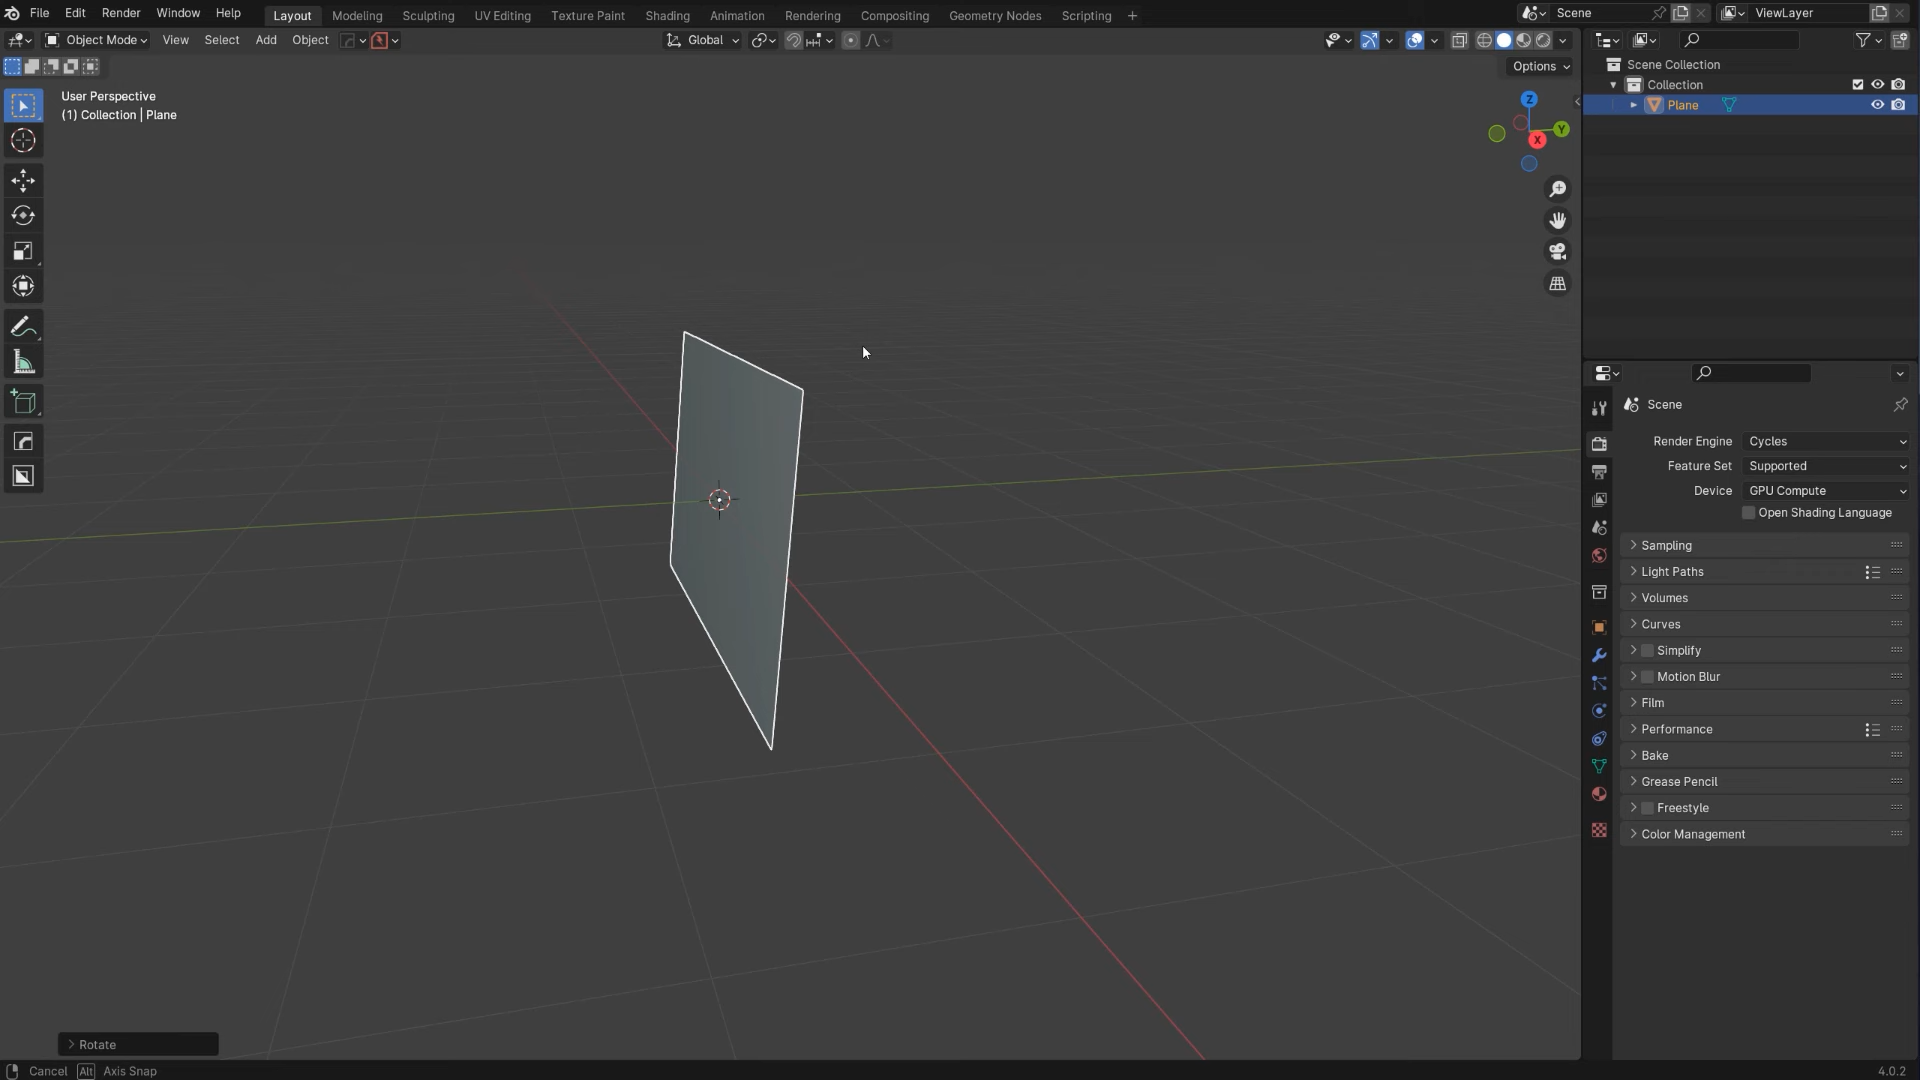 File Edit Render Window Help Layout Modeling Sculpting UV Editing Texture Paint Shading Animation Rendering Compositing Geometry Nodes Scripting + Scene ViewLayer
Object Mode View Select Add Object Global
Options
User Perspective
(1) Collection | Plane
Z
Y
X
Scene Collection
Collection
Plane
Scene
Render Engine Cycles
Feature Set Supported
Device GPU Compute
Open Shading Language
Sampling
Light Paths
Volumes
Curves
Simplify
Motion Blur
Film
Performance
Bake
Grease Pencil
Freestyle
Color Management
Rotate
Cancel Alt Axis Snap 4.0.2